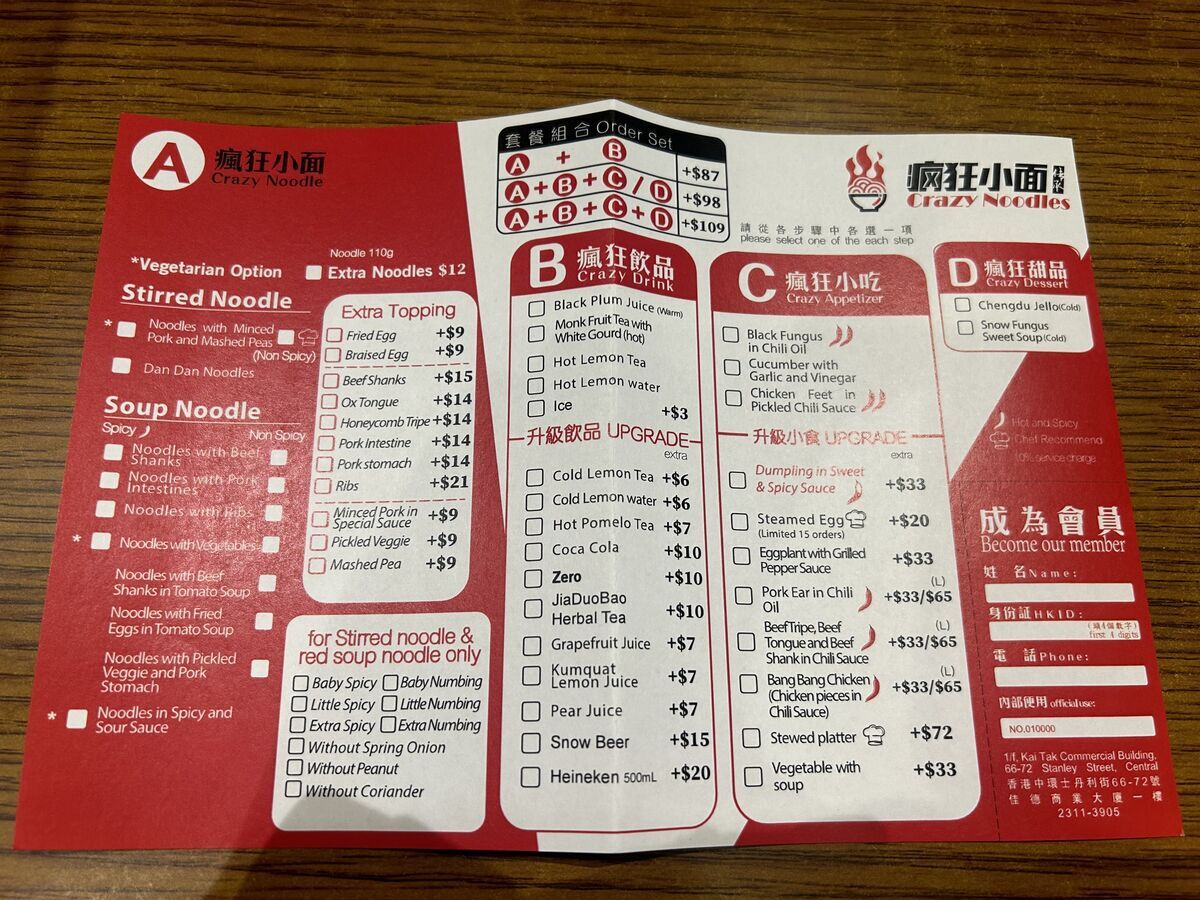 A 瘋狂小面
Crazy Noodle
套餐組合 Order Set
A + B +$87
A + B + C / D +$98
A + B + C + D +$109
瘋狂小面
Crazy Noodles
請從各步驟中各選一項
please select one of the each step
Noodle 110g
*Vegetarian Option
Extra Noodles $12
Stirred Noodle
* Noodles with Minced
Pork and Mashed Peas
(Non Spicy)
Dan Dan Noodles
Soup Noodle
Spicy Non Spicy
Noodles with Beef
Shanks
Noodles with Pork
Intestines
Noodles with Ribs
* Noodles with Vegetables
Noodles with Beef
Shanks in Tomato Soup
Noodles with Fried
Eggs in Tomato Soup
Noodles with Pickled
Veggie and Pork
Stomach
* Noodles in Spicy and
Sour Sauce
Extra Topping
Fried Egg +$9
Braised Egg +$9
Beef Shanks +$15
Ox Tongue +$14
Honeycomb Tripe +$14
Pork Intestine +$14
Pork stomach +$14
Ribs +$21
Minced Pork in
Special Sauce +$9
Pickled Veggie +$9
Mashed Pea +$9
for Stirred noodle &
red soup noodle only
Baby Spicy Baby Numbing
Little Spicy Little Numbing
Extra Spicy Extra Numbing
Without Spring Onion
Without Peanut
Without Coriander
B 瘋狂飲品
Crazy Drink
Black Plum Juice (Warm)
Monk Fruit Tea with
White Gourd (hot)
Hot Lemon Tea
Hot Lemon water
Ice +$3
升級飲品 UPGRADE
extra
Cold Lemon Tea +$6
Cold Lemon water +$6
Hot Pomelo Tea +$7
Coca Cola +$10
Zero +$10
JiaDuoBao
Herbal Tea +$10
Grapefruit Juice +$7
Kumquat
Lemon Juice +$7
Pear Juice +$7
Snow Beer +$15
Heineken 500mL +$20
C 瘋狂小吃
Crazy Appetizer
Black Fungus
in Chili Oil
Cucumber with
Garlic and Vinegar
Chicken Feet in
Pickled Chili Sauce
升級小食 UPGRADE
extra
Dumpling in Sweet
& Spicy Sauce +$33
Steamed Egg +$20
(Limited 15 orders)
Eggplant with Grilled
Pepper Sauce +$33
(L)
Pork Ear in Chili
Oil +$33/$65
(L)
Beef Tripe, Beef
Tongue and Beef
Shank in Chili Sauce +$33/$65
(L)
Bang Bang Chicken
(Chicken pieces in
Chili Sauce) +$33/$65
Stewed platter +$72
Vegetable with
soup +$33
D 瘋狂甜品
Crazy Dessert
Chengdu Jello(Cold)
Snow Fungus
Sweet Soup (Cold)
Hot and Spicy
Chef Recommend
10% service charge
成為會員
Become our member
姓 名 Name:
身份証 HKID:
(頭4個數字)
first 4 digits
電 話 Phone:
內部使用 official use:
NO.010000
1/f, Kai Tak Commercial Building,
66-72 Stanley Street, Central
香港中環士丹利街66-72號
佳德商業大廈一樓
2311-3905